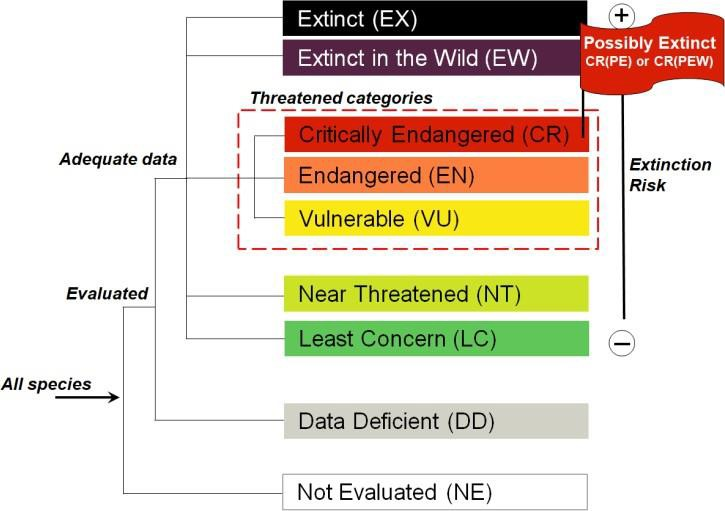 Extinct (EX)
+
Possibly Extinct
CR(PE) or CR(PEW)
Extinct in the Wild (EW)
Threatened categories
Critically Endangered (CR)
Adequate data
Extinction
Risk
Endangered (EN)
Vulnerable (VU)
Evaluated
Near Threatened (NT)
Least Concern (LC)
−
All species
Data Deficient (DD)
Not Evaluated (NE)